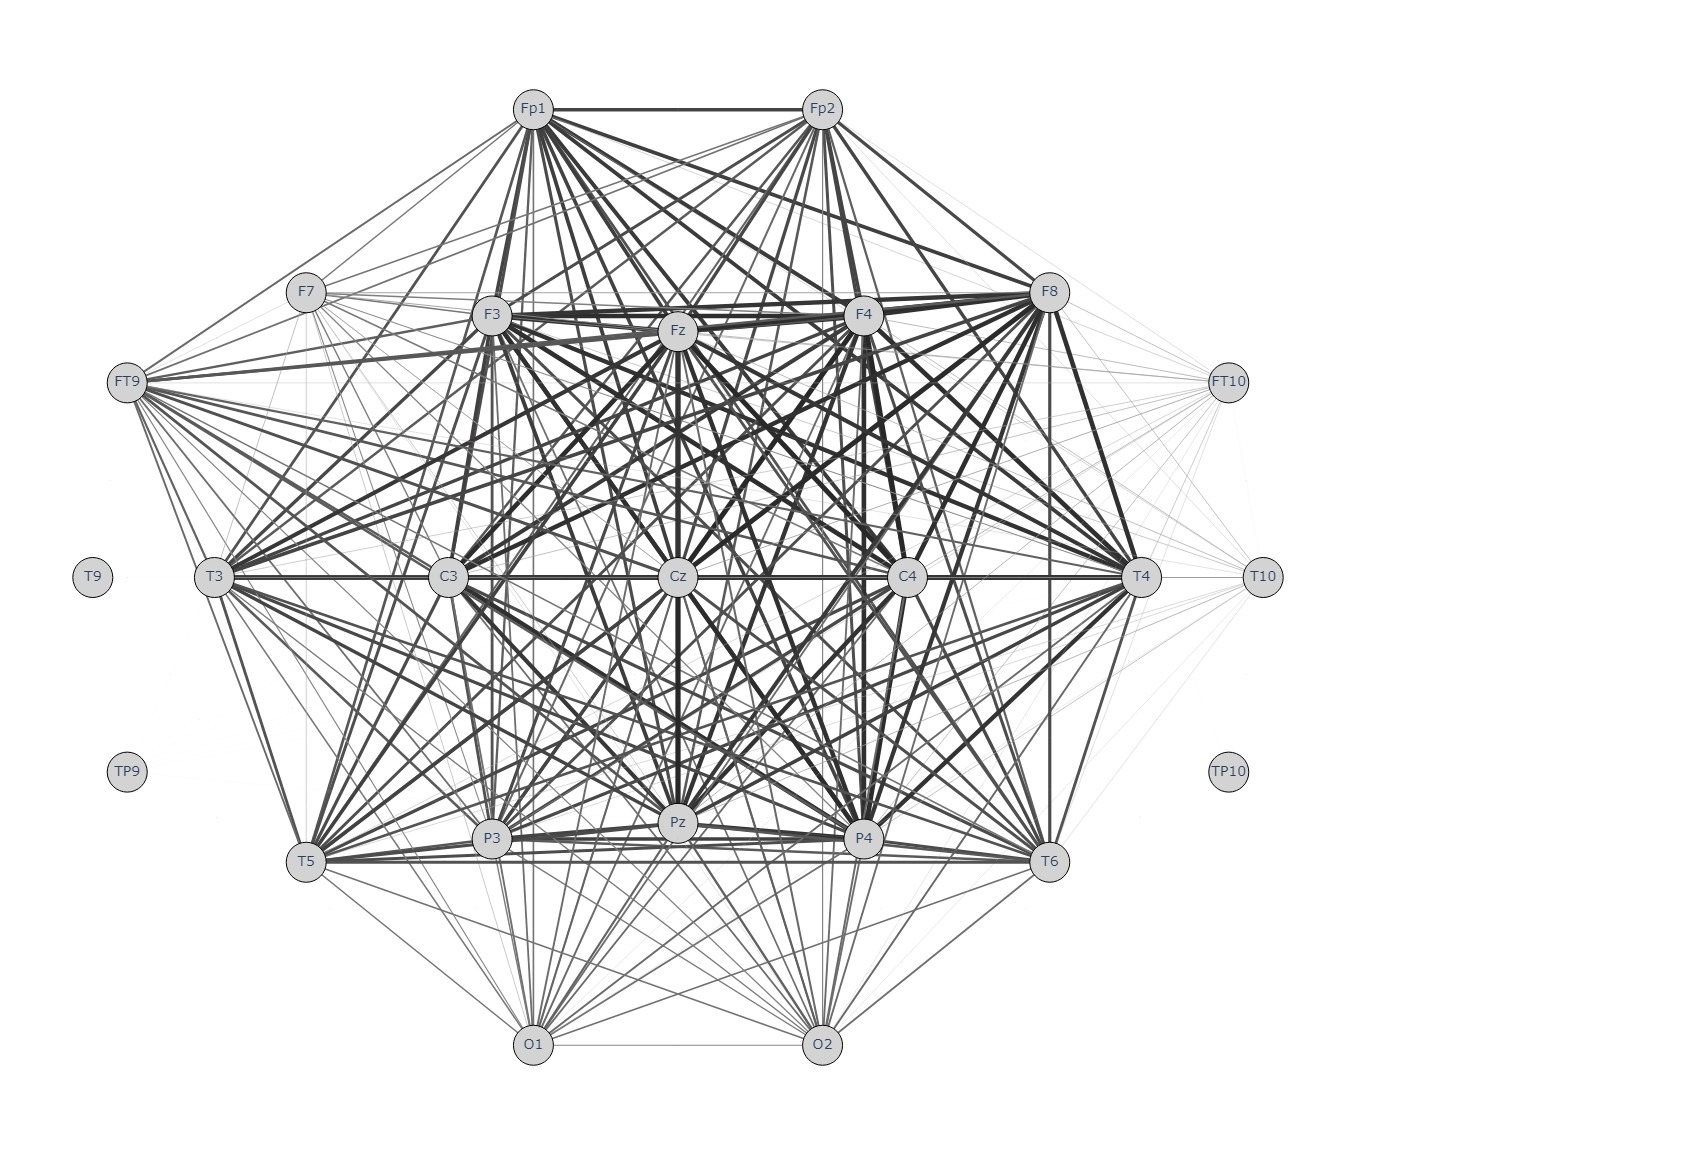 Fp1 Fp2
F7 F3 Fz F4 F8
FT9 FT10
T9 T3 C3 Cz C4 T4 T10
TP9 TP10
T5 P3 Pz P4 T6
O1 O2